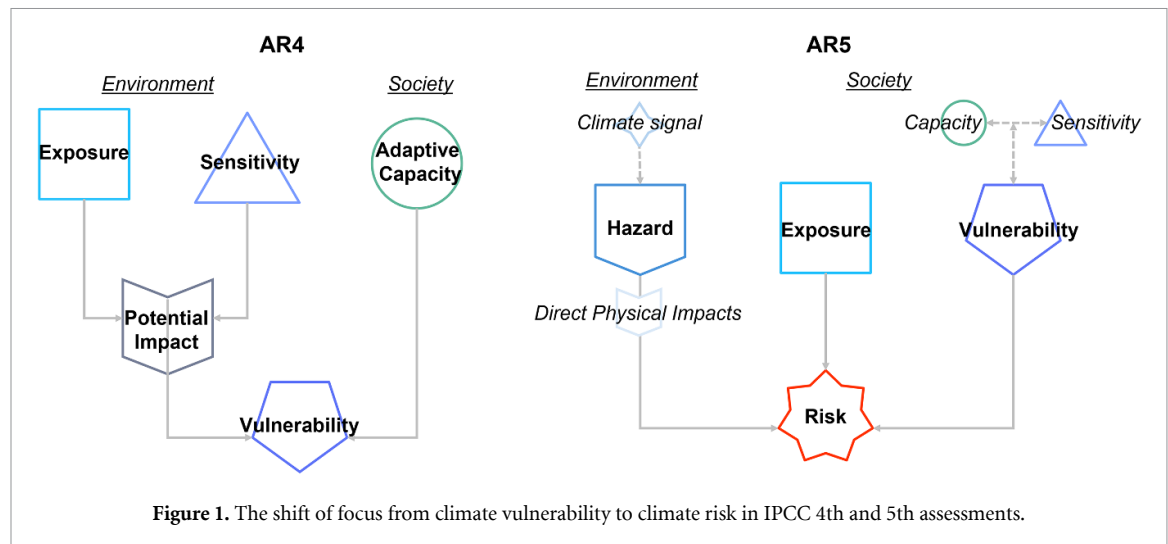 AR4
Environment
Society
Exposure
Sensitivity
Adaptive
Capacity
Potential
Impact
Vulnerability
AR5
Environment
Society
Climate signal
Capacity
Sensitivity
Hazard
Exposure
Vulnerability
Direct Physical Impacts
Risk
Figure 1. The shift of focus from climate vulnerability to climate risk in IPCC 4th and 5th assessments.